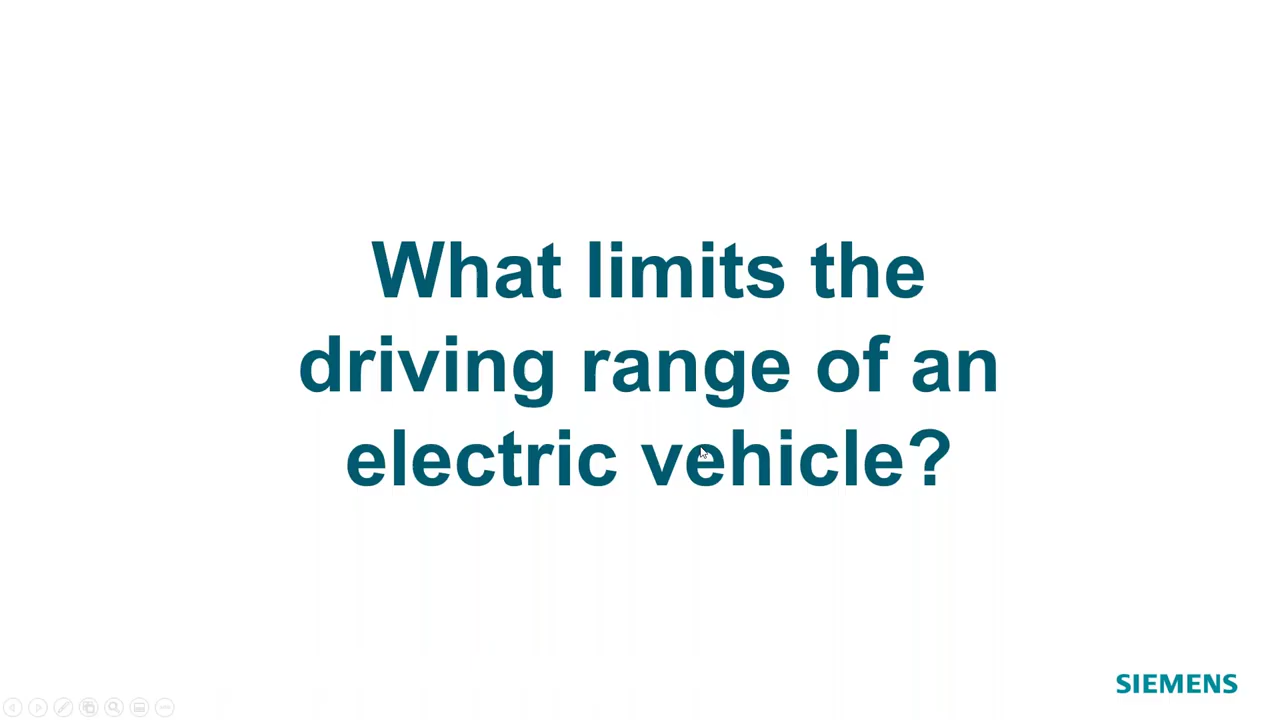 What limits the
driving range of an
electric vehicle?
SIEMENS